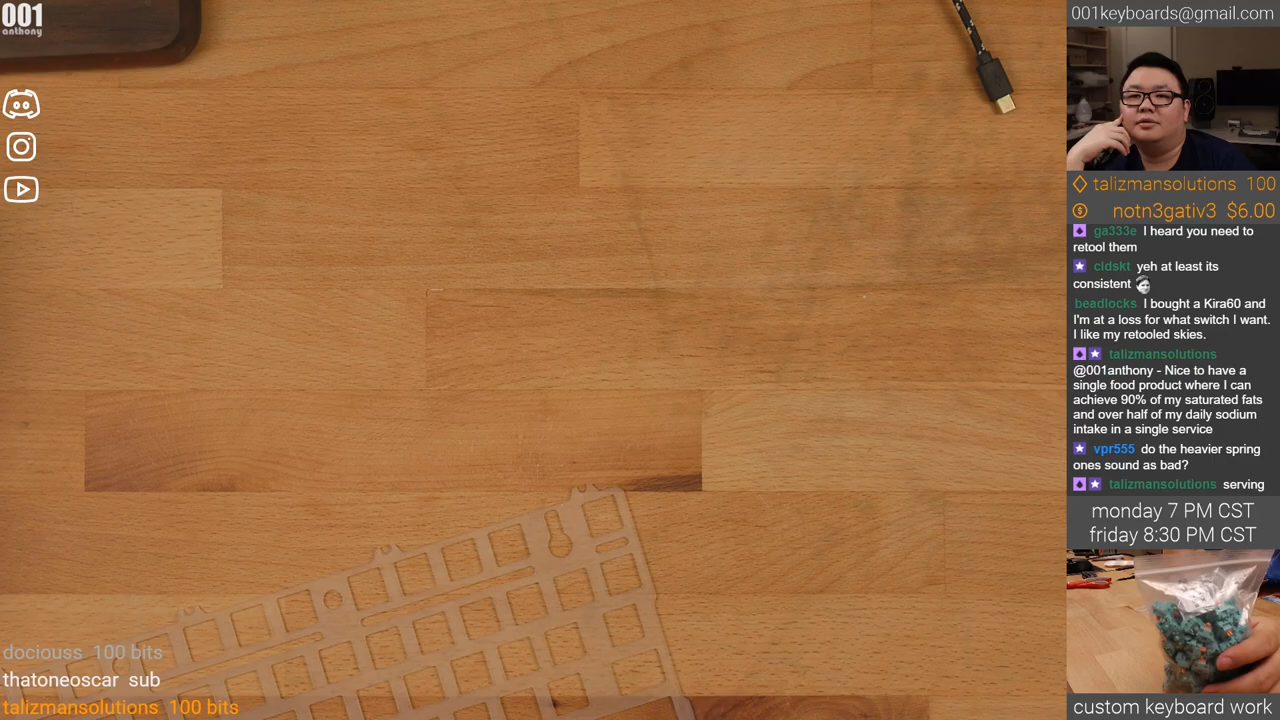 001
anthony
001keyboards@gmail.com
talizmansolutions 100
notn3gativ3 $6.00
ga333e I heard you need to
retool them
cldskt yeh at least its
consistent
beadlocks I bought a Kira60 and
I'm at a loss for what switch I want.
I like my retooled skies.
talizmansolutions
@001anthony - Nice to have a
single food product where I can
achieve 90% of my saturated fats
and over half of my daily sodium
intake in a single service
vpr555 do the heavier spring
ones sound as bad?
talizmansolutions serving
monday 7 PM CST
friday 8:30 PM CST
custom keyboard work
dociouss 100 bits
thatoneoscar sub
talizmansolutions 100 bits